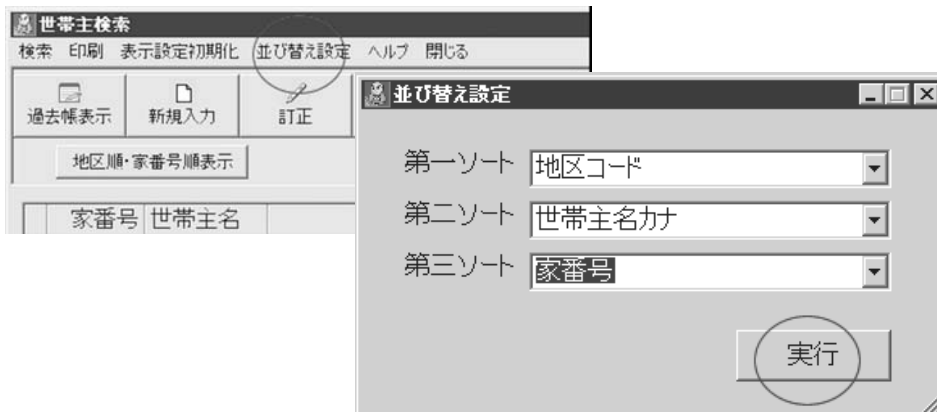 世帯主検索
検索 印刷 表示設定初期化 並び替え設定 ヘルプ 閉じる
過去帳表示 新規入力 訂正
地区順・家番号順表示
家番号 世帯主名
並び替え設定
第一ソート 地区コード
第二ソート 世帯主名カナ
第三ソート 家番号
実行